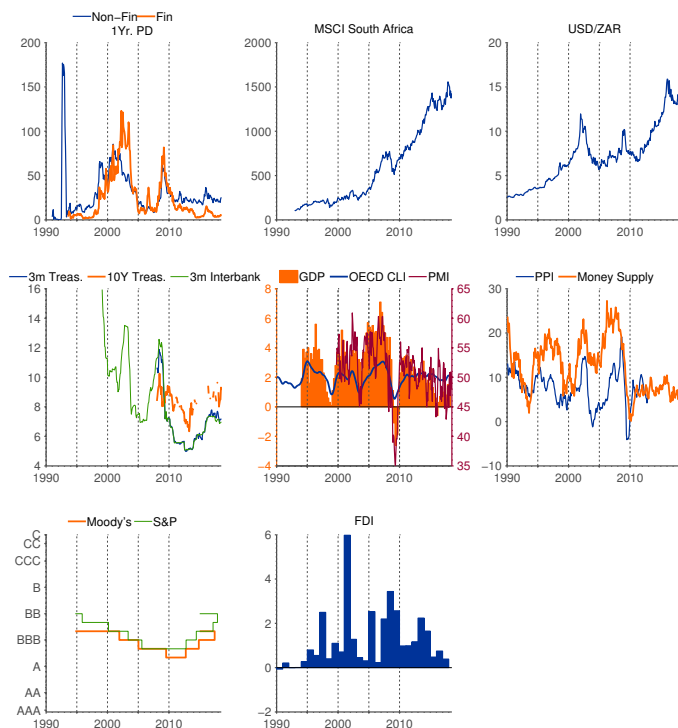 Non-Fin Fin
1Yr. PD
200
150
100
50
0
1990 2000 2010
MSCI South Africa
2000
1500
1000
500
0
1990 2000 2010
USD/ZAR
20
15
10
5
0
1990 2000 2010
3m Treas. 10Y Treas. 3m Interbank
16
14
12
10
8
6
4
1990 2000 2010
GDP OECD CLI PMI
8 65
6 60
4 55
2 50
0 45
-2 40
-4 35
1990 2000 2010
PPI Money Supply
30
20
10
0
-10
1990 2000 2010
Moody's S&P
C
CC
CCC
B
BB
BBB
A
AA
AAA
1990 2000 2010
FDI
6
4
2
0
-2
1990 2000 2010